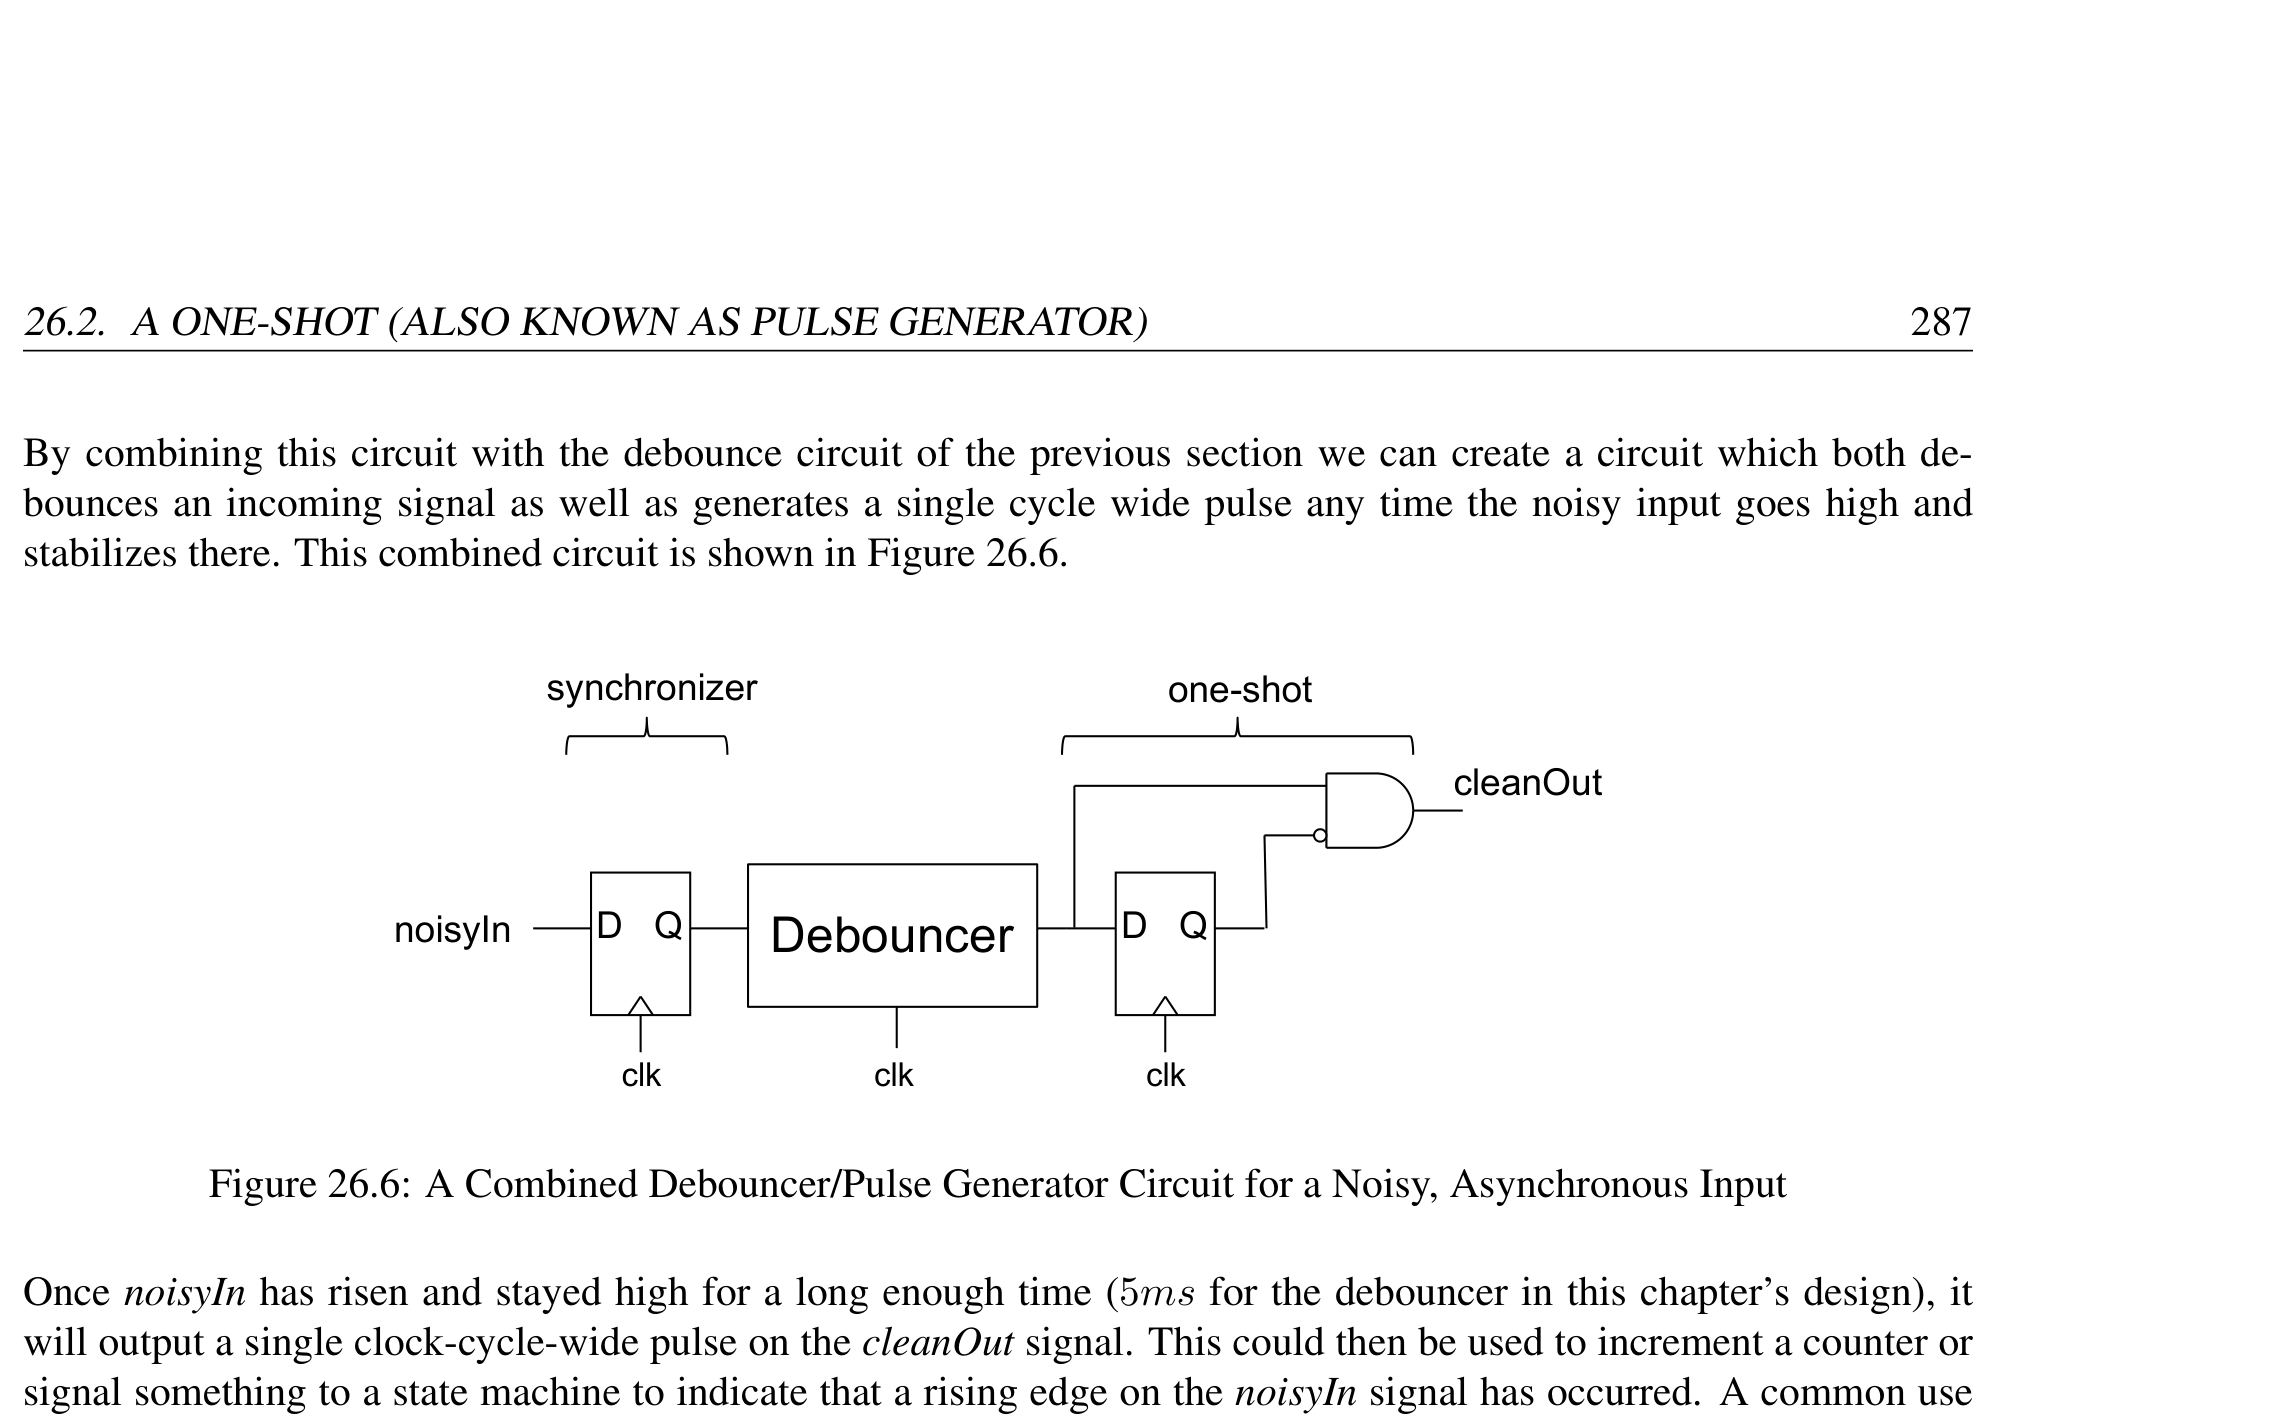 26.2. A ONE-SHOT (ALSO KNOWN AS PULSE GENERATOR) 287
By combining this circuit with the debounce circuit of the previous section we can create a circuit which both de-
bounces an incoming signal as well as generates a single cycle wide pulse any time the noisy input goes high and
stabilizes there. This combined circuit is shown in Figure 26.6.
synchronizer one-shot
cleanOut
noisyIn D Q Debouncer D Q
clk clk clk
Figure 26.6: A Combined Debouncer/Pulse Generator Circuit for a Noisy, Asynchronous Input
Once noisyIn has risen and stayed high for a long enough time (5ms for the debouncer in this chapter's design), it
will output a single clock-cycle-wide pulse on the cleanOut signal. This could then be used to increment a counter or
signal something to a state machine to indicate that a rising edge on the noisyIn signal has occurred. A common use